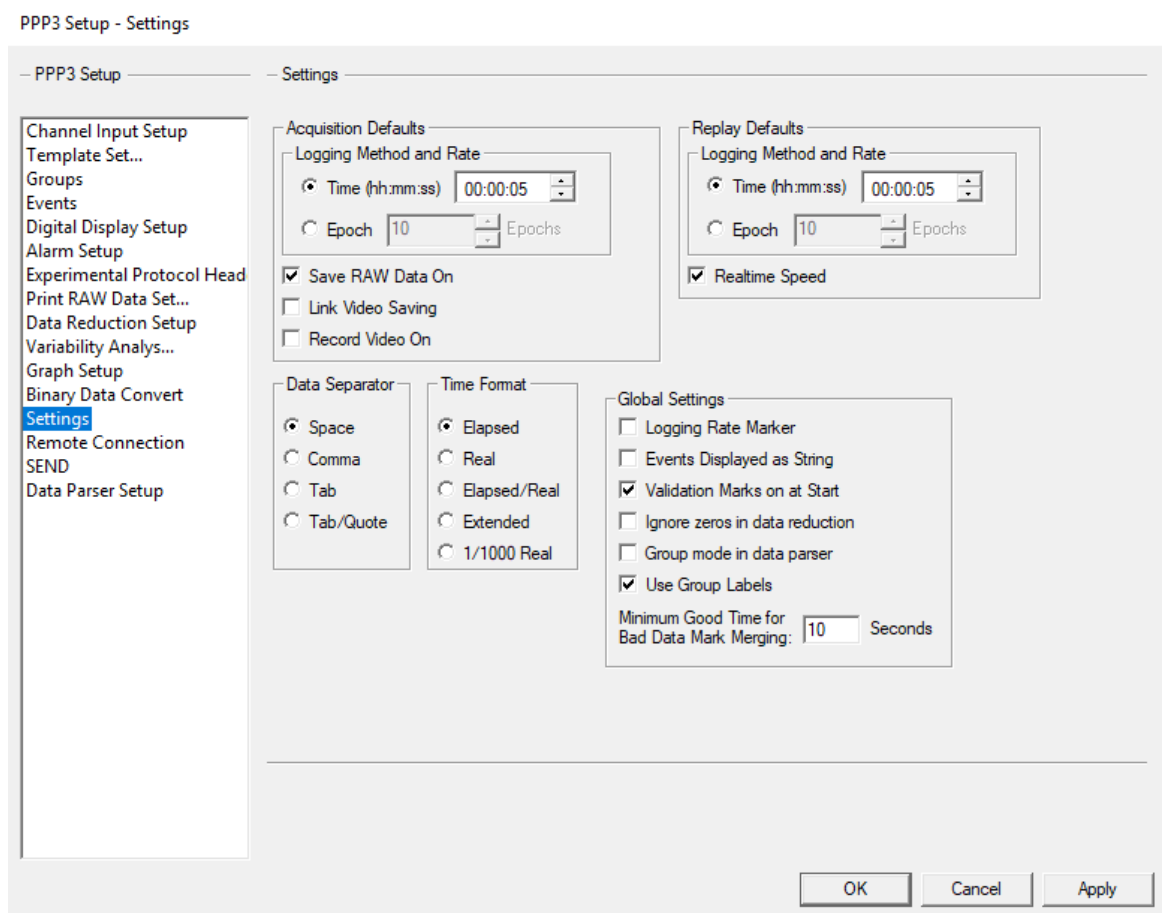 PPP3 Setup - Settings
PPP3 Setup
Channel Input Setup
Template Set...
Groups
Events
Digital Display Setup
Alarm Setup
Experimental Protocol Head
Print RAW Data Set...
Data Reduction Setup
Variability Analys...
Graph Setup
Binary Data Convert
Settings
Remote Connection
SEND
Data Parser Setup
Settings
Acquisition Defaults
Logging Method and Rate
Time (hh:mm:ss) 00:00:05
Epoch 10 Epochs
Save RAW Data On
Link Video Saving
Record Video On
Replay Defaults
Logging Method and Rate
Time (hh:mm:ss) 00:00:05
Epoch 10 Epochs
Realtime Speed
Data Separator
Space
Comma
Tab
Tab/Quote
Time Format
Elapsed
Real
Elapsed/Real
Extended
1/1000 Real
Global Settings
Logging Rate Marker
Events Displayed as String
Validation Marks on at Start
Ignore zeros in data reduction
Group mode in data parser
Use Group Labels
Minimum Good Time for
Bad Data Mark Merging: 10 Seconds
OK Cancel Apply